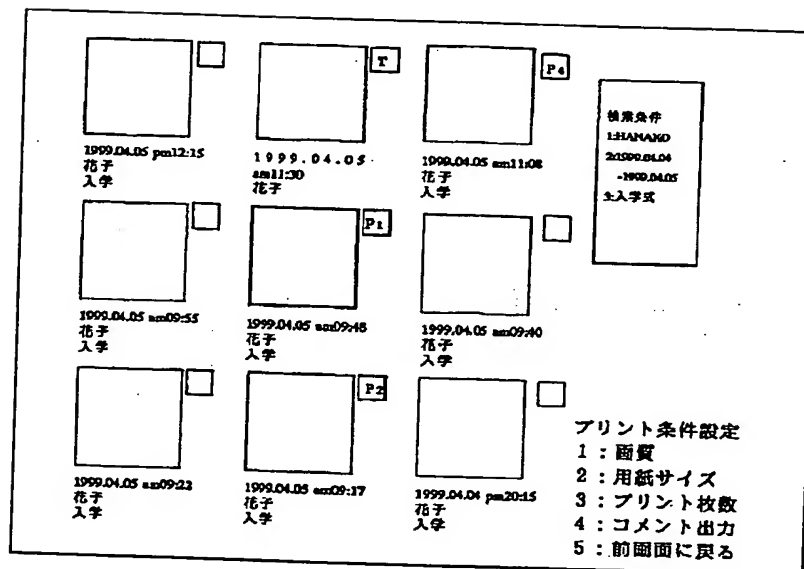 T
P4
1999.04.05 pm12:15
花子
入学
1999.04.05
am11:30
花子
1999.04.05 am11:08
花子
入学
検索条件
1:HANAKO
2:1999.04.04
-1999.04.05
3:入学式
P1
1999.04.05 am09:55
花子
入学
1999.04.05 am09:48
花子
入学
1999.04.05 am09:40
花子
入学
P2
1999.04.05 am09:22
花子
入学
1999.04.05 am09:17
花子
入学
1999.04.04 pm20:15
花子
入学
プリント条件設定
1:画質
2:用紙サイズ
3:プリント枚数
4:コメント出力
5:前画面に戻る